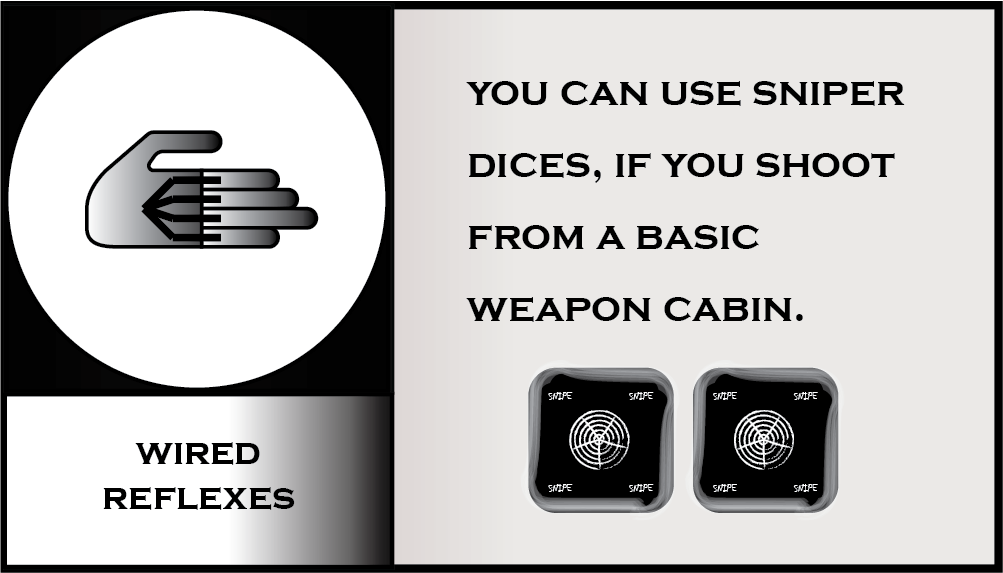 YOU CAN USE SNIPER
DICES, IF YOU SHOOT
FROM A BASIC
WEAPON CABIN.
SNIPE SNIPE
SNIPE SNIPE
SNIPE SNIPE
SNIPE SNIPE
WIRED
REFLEXES